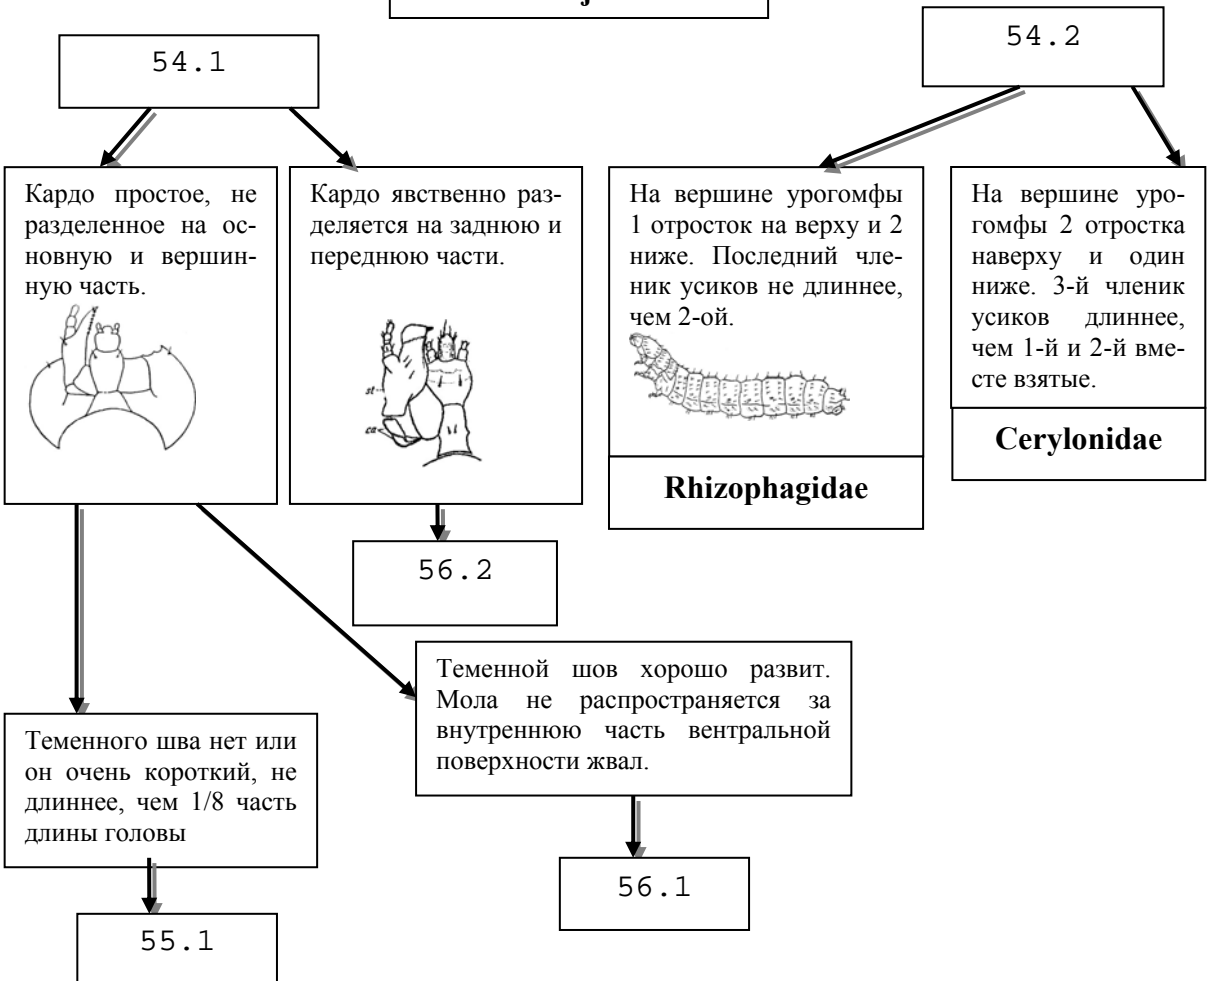 54.1
54.2
Кардо простое, не
разделенное на ос-
новную и вершин-
ную часть.
Кардо явственно раз-
деляется на заднюю и
переднюю части.
st
ca
На вершине урогомфы
1 отросток на верху и 2
ниже. Последний чле-
ник усиков не длиннее,
чем 2-ой.
Rhizophagidae
На вершине уро-
гомфы 2 отростка
наверху и один
ниже. 3-й членик
усиков длиннее,
чем 1-й и 2-й вме-
сте взятые.
Cerylonidae
56.2
Теменной шов хорошо развит.
Мола не распространяется за
внутреннюю часть вентральной
поверхности жвал.
Теменного шва нет или
он очень короткий, не
длиннее, чем 1/8 часть
длины головы
56.1
55.1